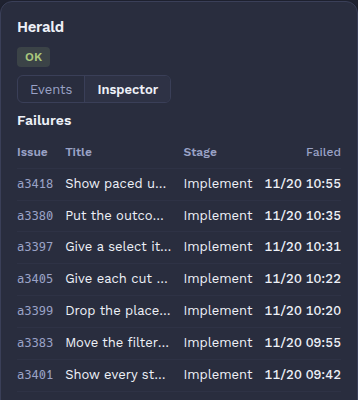 Herald
OK
Events Inspector
Failures
Issue Title Stage Failed
a3418 Show paced u... Implement 11/20 10:55
a3380 Put the outco... Implement 11/20 10:35
a3397 Give a select it... Implement 11/20 10:31
a3405 Give each cut ... Implement 11/20 10:22
a3399 Drop the place... Implement 11/20 10:20
a3383 Move the filter... Implement 11/20 09:55
a3401 Show every st... Implement 11/20 09:42